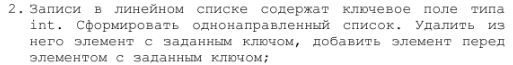 2. Записи в линейном списке содержат ключевое поле типа
int. Сформировать однонаправленный список. Удалить из
него элемент с заданным ключом, добавить элемент перед
элементом с заданным ключом;